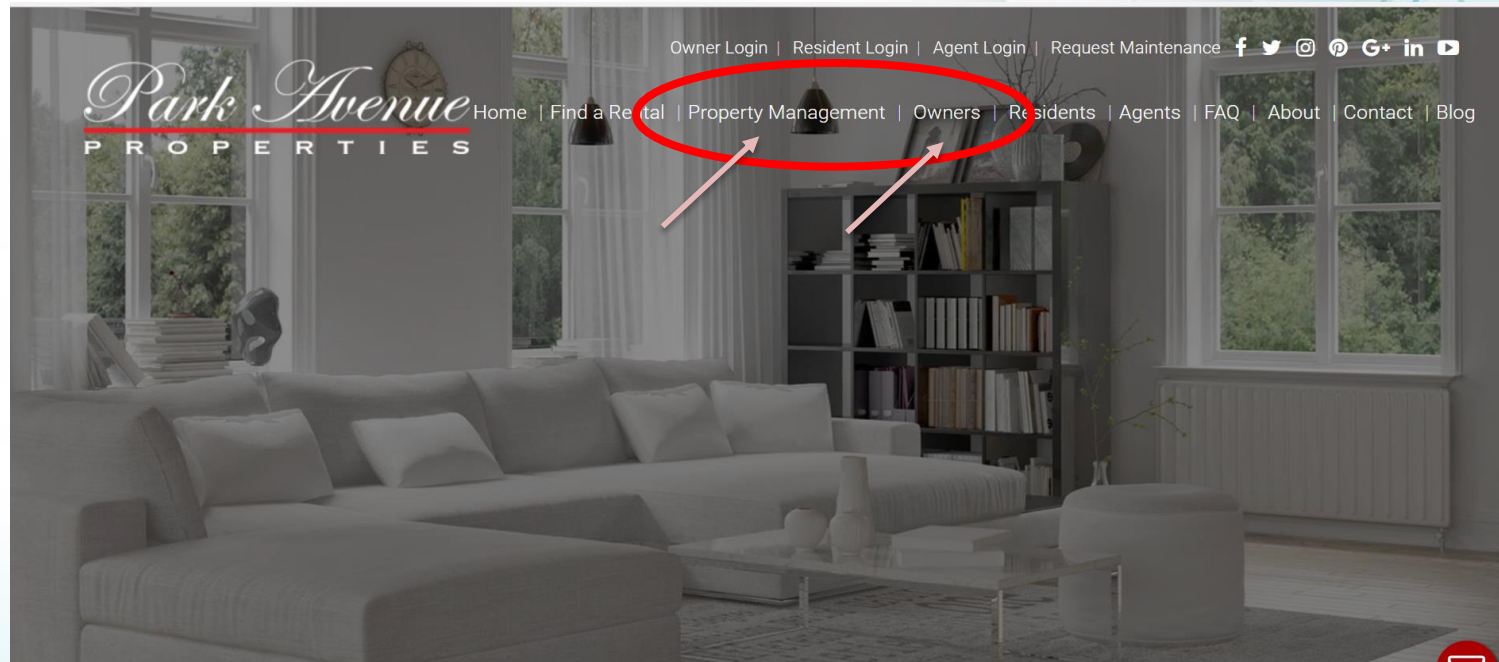 Owner Login | Resident Login | Agent Login | Request Maintenance
Park Avenue
PROPERTIES
Home | Find a Rental | Property Management | Owners | Residents | Agents | FAQ | About | Contact | Blog